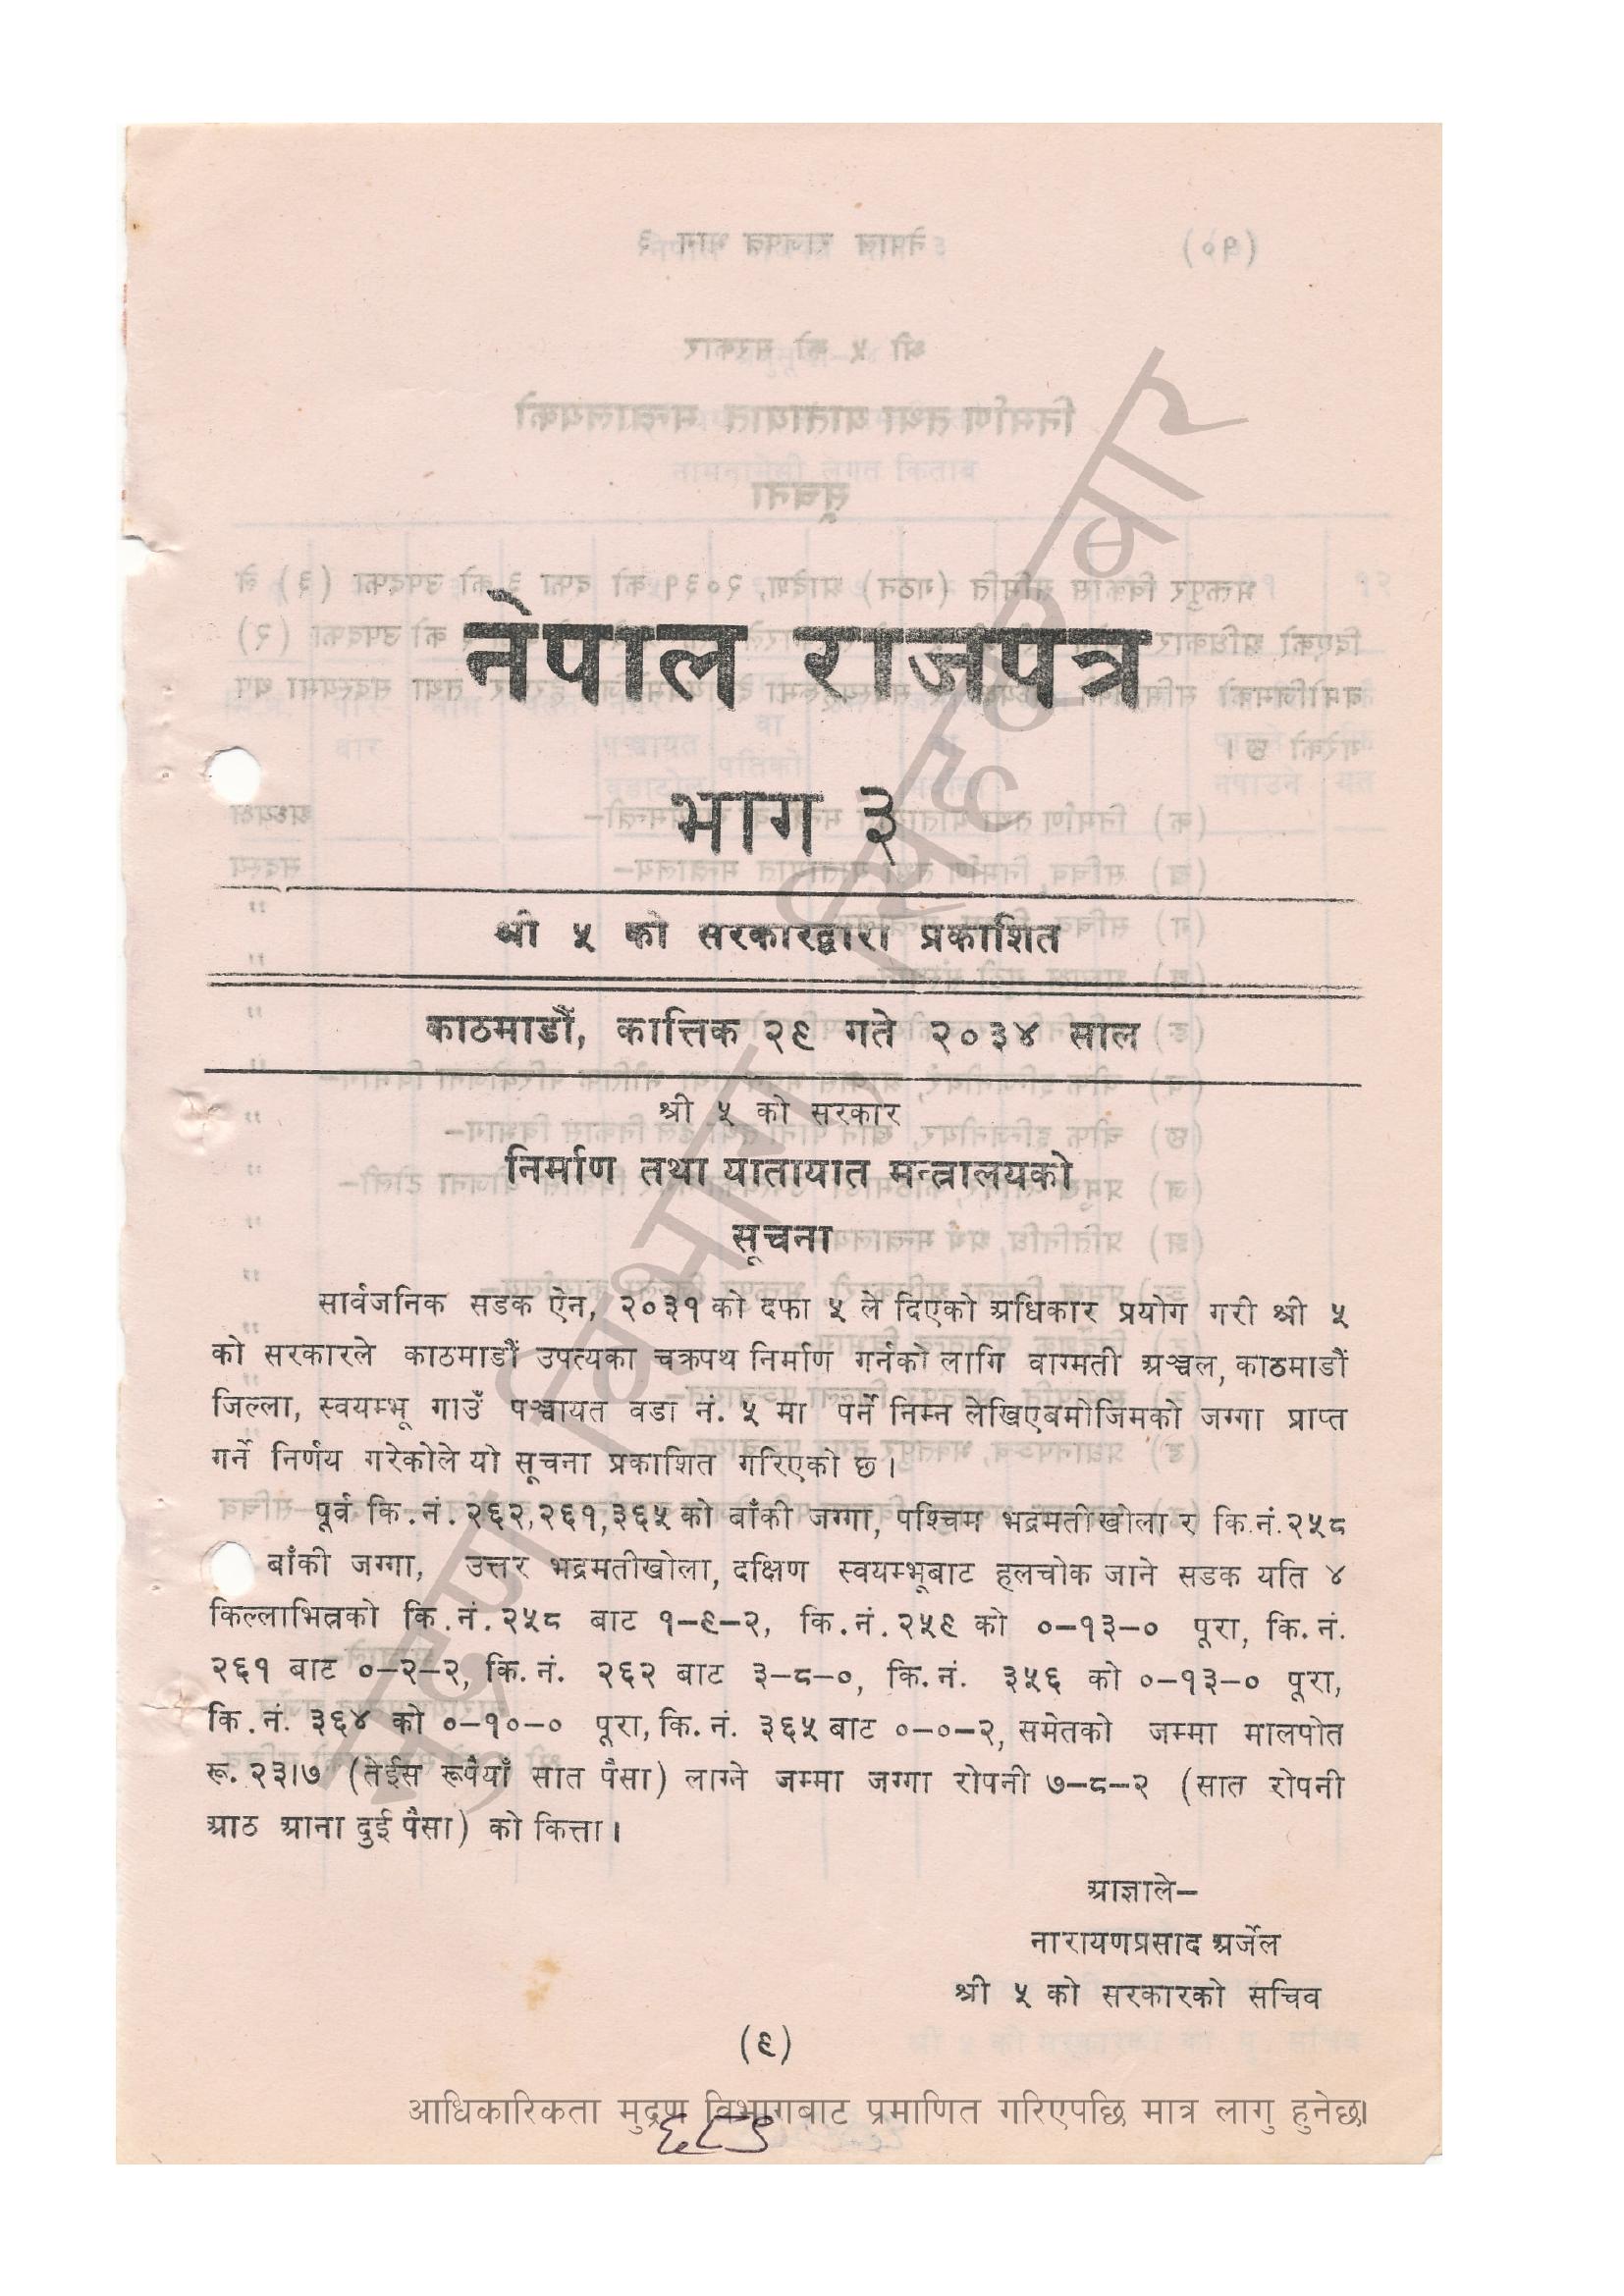 नेपाल राजपत्र
भाग ३
श्री ५ को सरकारद्वारा प्रकाशित
काठमाडौं, कात्तिक २९ गते २०३४ साल
श्री ५ को सरकार
निर्माण तथा यातायात मन्त्रालयको
सूचना
सार्वजनिक सडक ऐन, २०३१ को दफा ५ ले दिएको अधिकार प्रयोग गरी श्री ५
को सरकारले काठमाडौं उपत्यका चक्रपथ निर्माण गर्नको लागि वाग्मती अञ्चल, काठमाडौं
जिल्ला, स्वयम्भू गाउँ पञ्चायत वडा नं. ५ मा पर्ने निम्न लेखिएबमोजिमको जग्गा प्राप्त
गर्ने निर्णय गरेकोले यो सूचना प्रकाशित गरिएको छ।
पूर्व कि.नं. २६२,२६१,३६५ को बाँकी जग्गा, पश्चिम भद्रमतीखोला र कि.नं.२५८
बाँकी जग्गा, उत्तर भद्रमतीखोला, दक्षिण स्वयम्भूबाट हलचोक जाने सडक यति ४
किल्लाभित्रको कि.नं.२५८ बाट १–९–२, कि.नं.२५९ को ०–१३–० पूरा, कि.नं.
२६१ बाट ०–२–२, कि.नं. २६२ बाट ३–८–०, कि.नं. ३५६ को ०–१३–० पूरा,
कि.नं. ३६४ को ०–१०–० पूरा, कि.नं. ३६५ बाट ०–०–२, समेतको जम्मा मालपोत
रू. २३।७ (तेईस रूपैयाँ सात पैसा) लाग्ने जम्मा जग्गा रोपनी ७–८–२ (सात रोपनी
आठ आना दुई पैसा) को कित्ता।
आज्ञाले–
नारायणप्रसाद अर्जेल
श्री ५ को सरकारको सचिव
(९)
आधिकारिकता मुद्रण विभागबाट प्रमाणित गरिएपछि मात्र लागु हुनेछ।
६८९